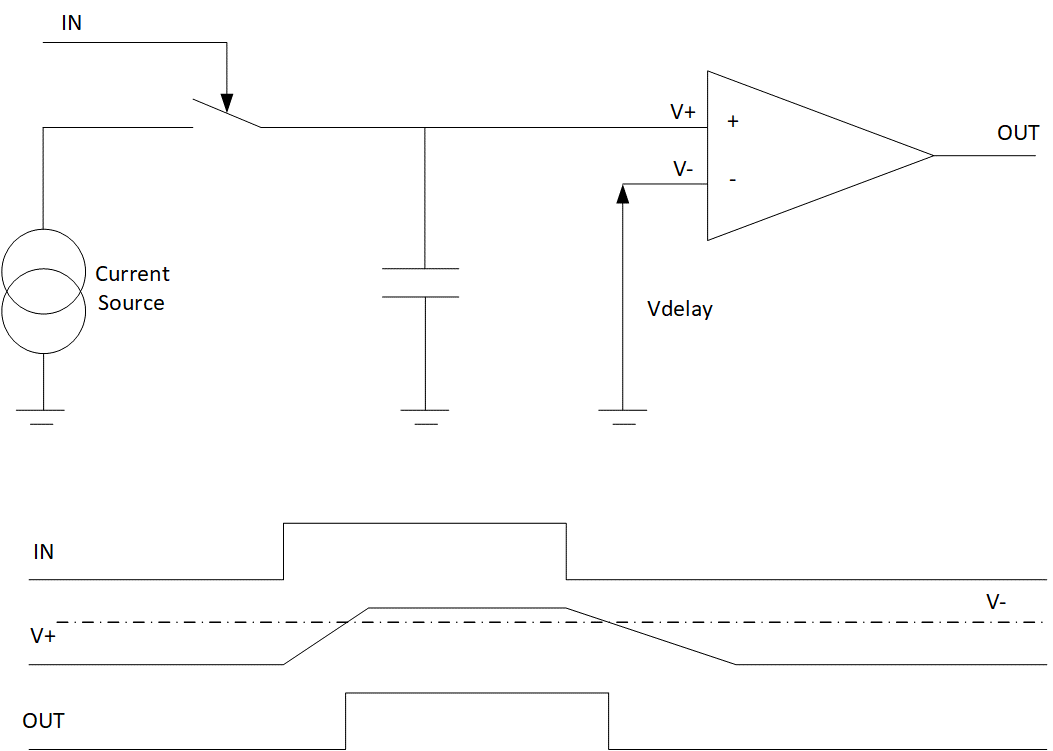 IN
V+
+
OUT
V-
-
Current
Source
Vdelay
IN
V-
V+
OUT